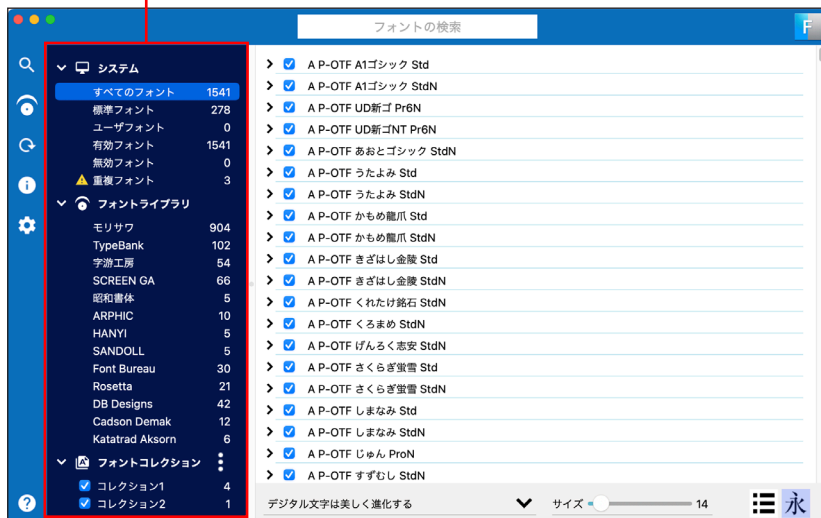 フォントの検索
F
システム
すべてのフォント 1541
標準フォント 278
ユーザフォント 0
有効フォント 1541
無効フォント 0
重複フォント 3
フォントライブラリ
モリサワ 904
TypeBank 102
字游工房 54
SCREEN GA 66
昭和書体 5
ARPHIC 10
HANYI 5
SANDOLL 5
Font Bureau 30
Rosetta 21
DB Designs 42
Cadson Demak 12
Katatrad Aksorn 6
フォントコレクション
コレクション1 4
コレクション2 1
A P-OTF A1ゴシック Std
A P-OTF A1ゴシック StdN
A P-OTF UD新ゴ Pr6N
A P-OTF UD新ゴNT Pr6N
A P-OTF あおとゴシック StdN
A P-OTF うたよみ Std
A P-OTF うたよみ StdN
A P-OTF かもめ龍爪 Std
A P-OTF かもめ龍爪 StdN
A P-OTF きざはし金陵 Std
A P-OTF きざはし金陵 StdN
A P-OTF くれたけ銘石 StdN
A P-OTF くろまめ StdN
A P-OTF げんろく志安 StdN
A P-OTF さくらぎ蛍雪 Std
A P-OTF さくらぎ蛍雪 StdN
A P-OTF しまなみ Std
A P-OTF しまなみ StdN
A P-OTF じゅん ProN
A P-OTF すずむし StdN
デジタル文字は美しく進化する サイズ 14 永